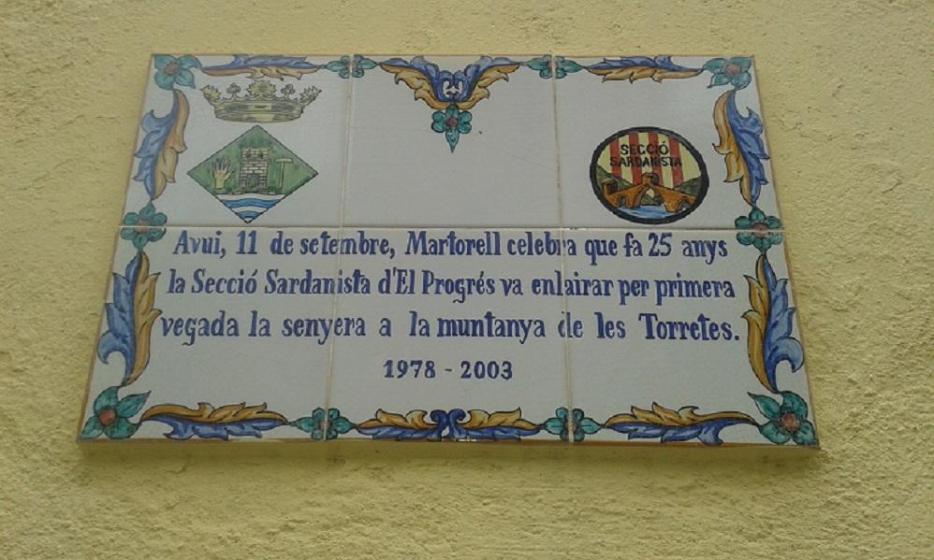 SECCIÓ
SARDANISTA
Avui, 11 de setembre, Martorell celebra que fa 25 anys
la Secció Sardanista d'El Progrés va enlairar per primera
vegada la senyera a la muntanya de les Torretes.
1978 - 2003